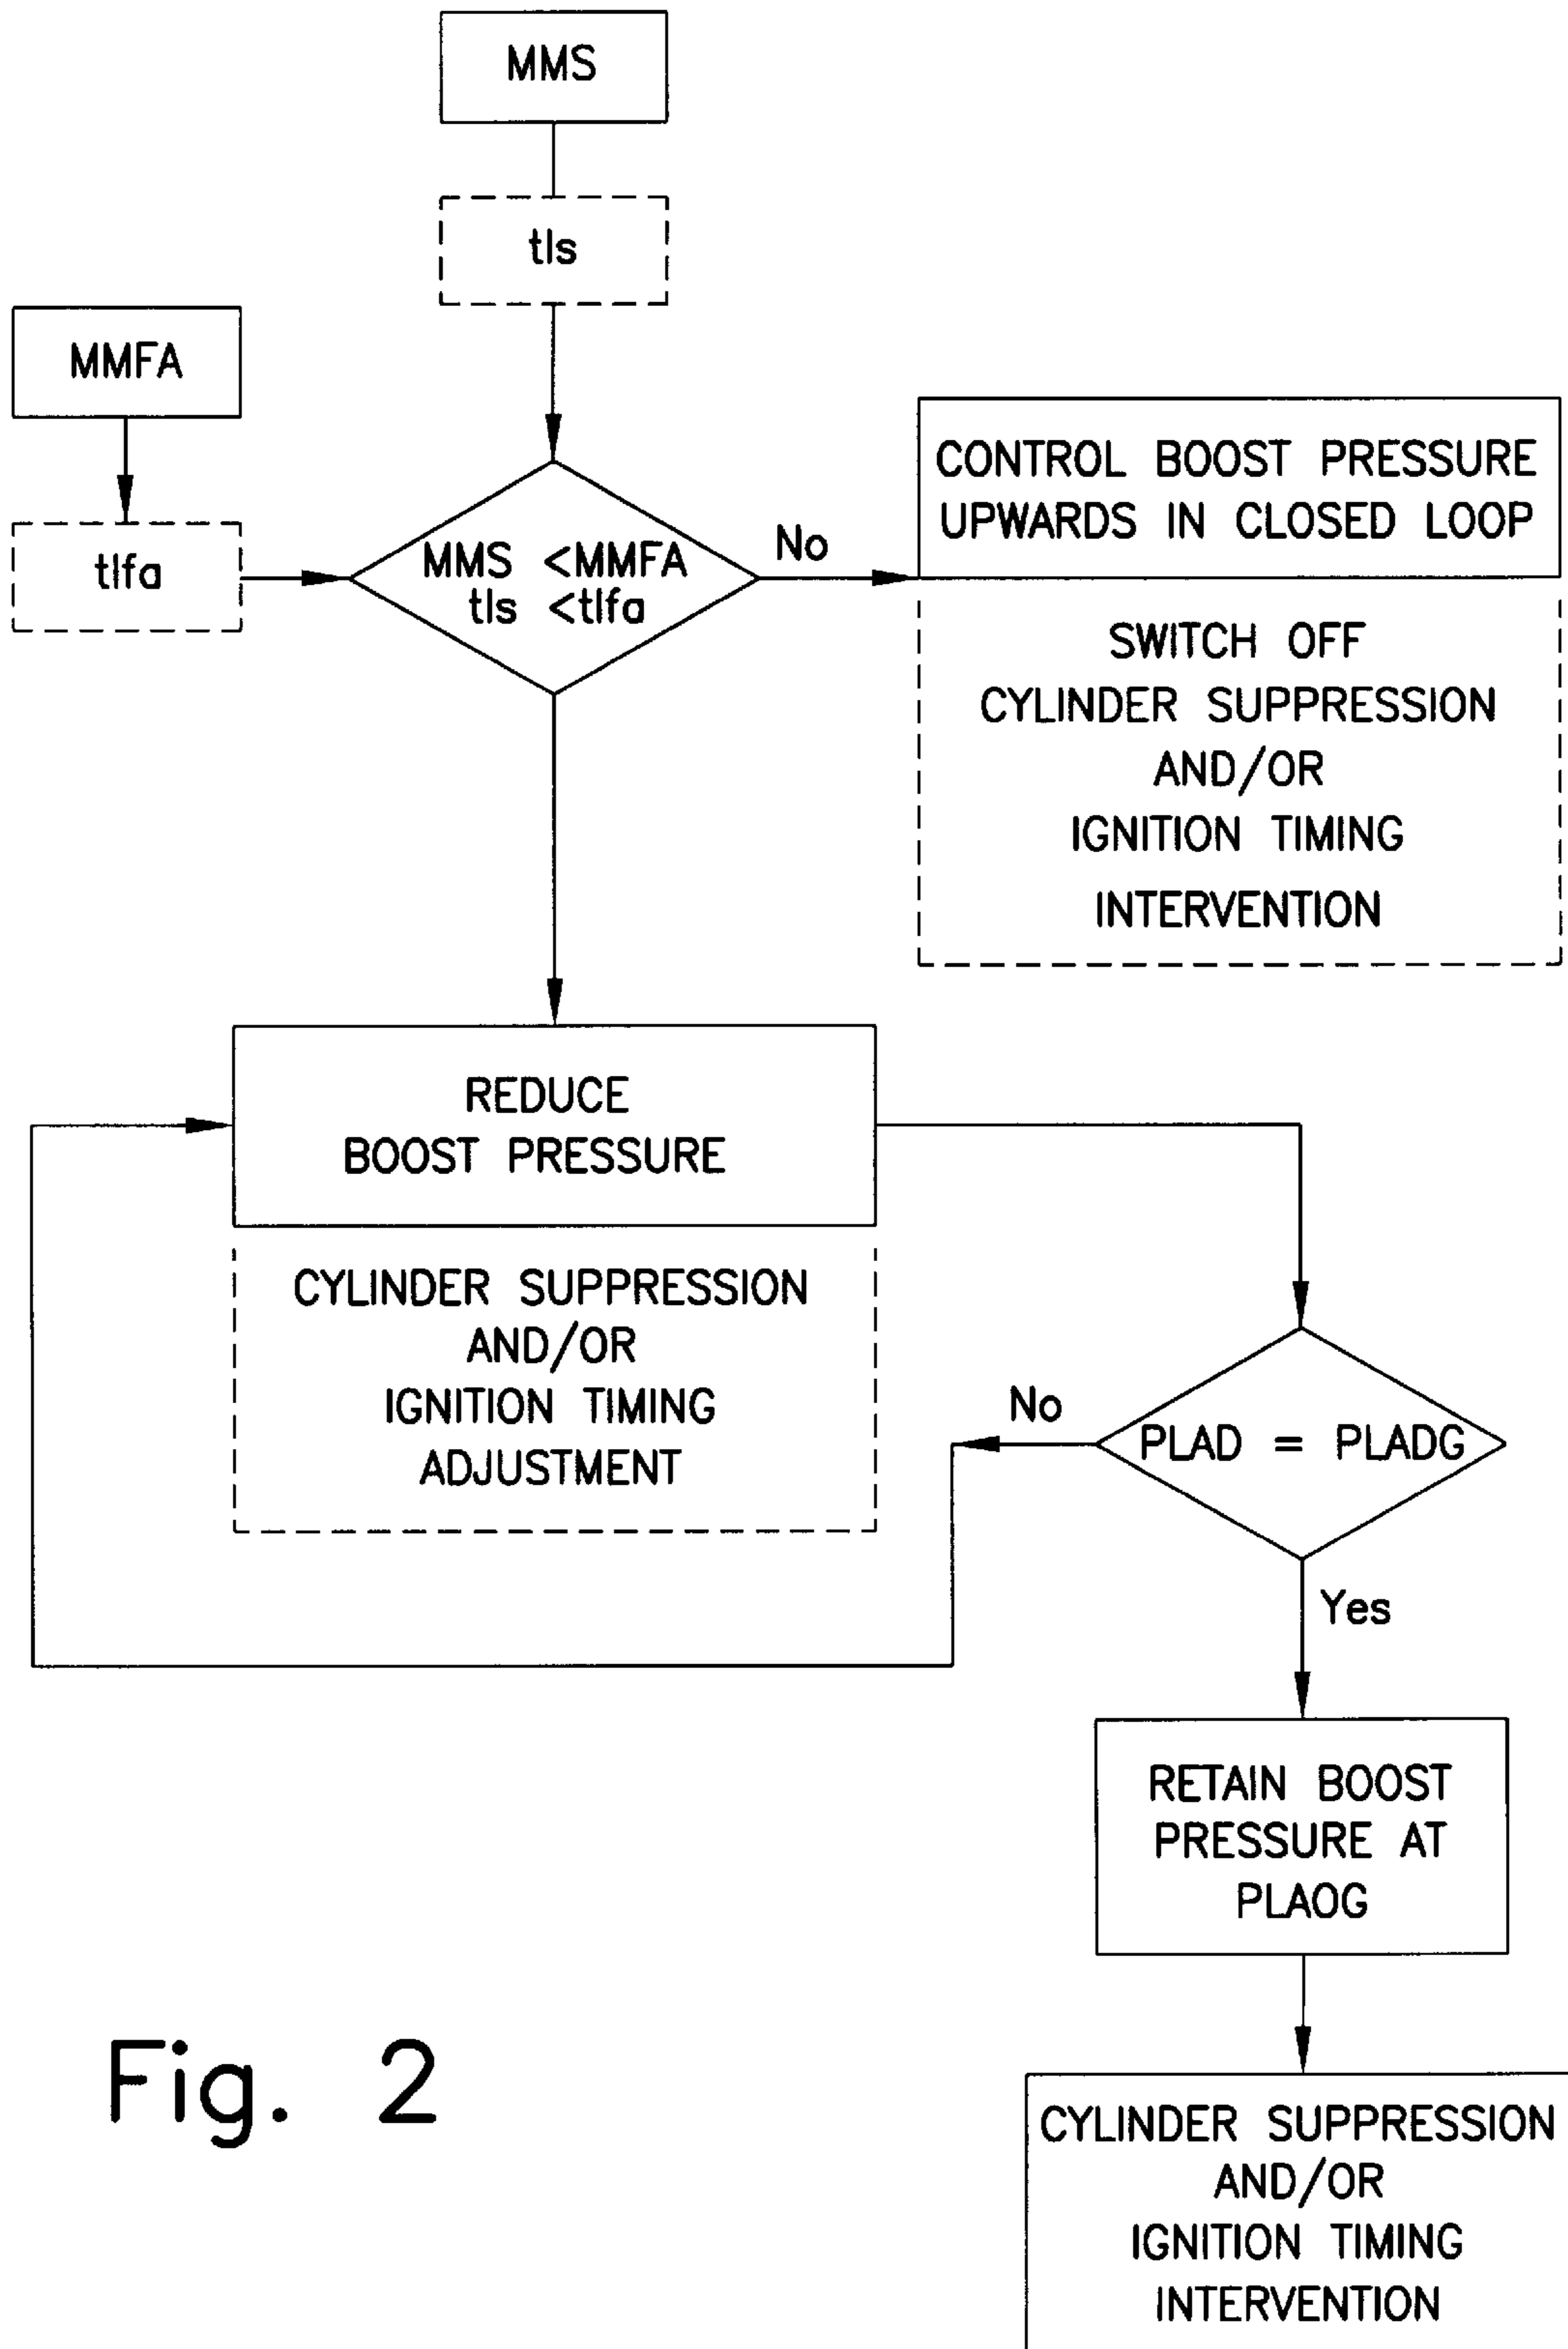 MMS
tls
MMFA
tlfa
MMS <MMFA
tls <tlfa
No
CONTROL BOOST PRESSURE
UPWARDS IN CLOSED LOOP
SWITCH OFF
CYLINDER SUPPRESSION
AND/OR
IGNITION TIMING
INTERVENTION
REDUCE
BOOST PRESSURE
CYLINDER SUPPRESSION
AND/OR
IGNITION TIMING
ADJUSTMENT
No
PLAD = PLADG
Yes
RETAIN BOOST
PRESSURE AT
PLAOG
CYLINDER SUPPRESSION
AND/OR
IGNITION TIMING
INTERVENTION
Fig. 2